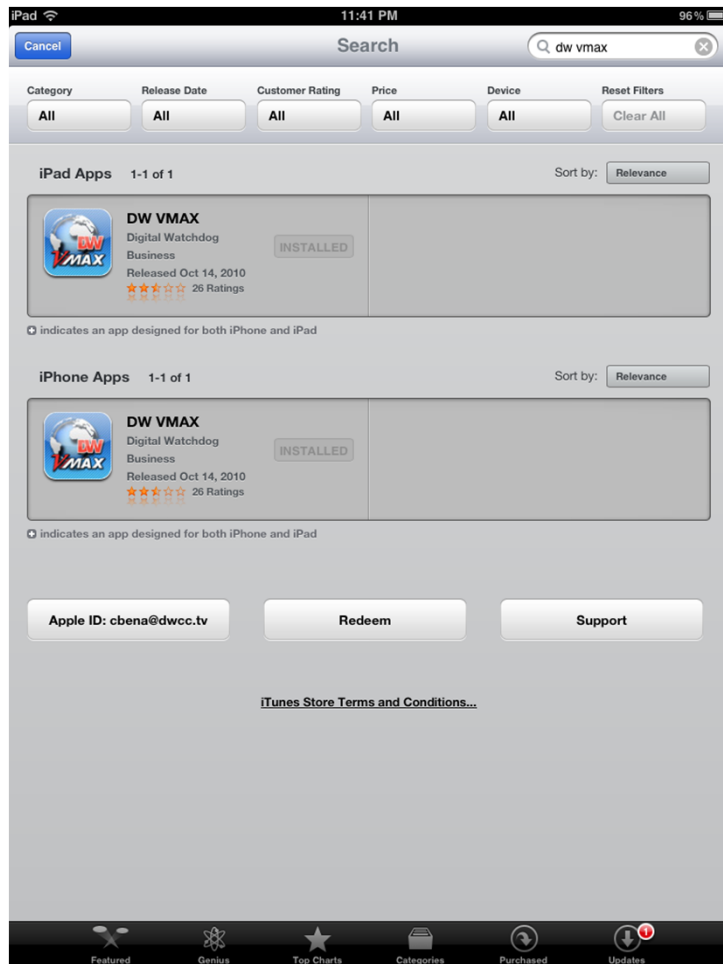 iPad 11:41 PM 96%
Cancel Search dw vmax
Category Release Date Customer Rating Price Device Reset Filters
All All All All All Clear All
iPad Apps 1-1 of 1 Sort by: Relevance
DW VMAX
Digital Watchdog
Business
Released Oct 14, 2010
26 Ratings
INSTALLED
DW
VMAX
indicates an app designed for both iPhone and iPad
iPhone Apps 1-1 of 1 Sort by: Relevance
DW VMAX
Digital Watchdog
Business
Released Oct 14, 2010
26 Ratings
INSTALLED
DW
VMAX
indicates an app designed for both iPhone and iPad
Apple ID: cbena@dwcc.tv Redeem Support
iTunes Store Terms and Conditions...
1
Featured Genius Top Charts Categories Purchased Updates